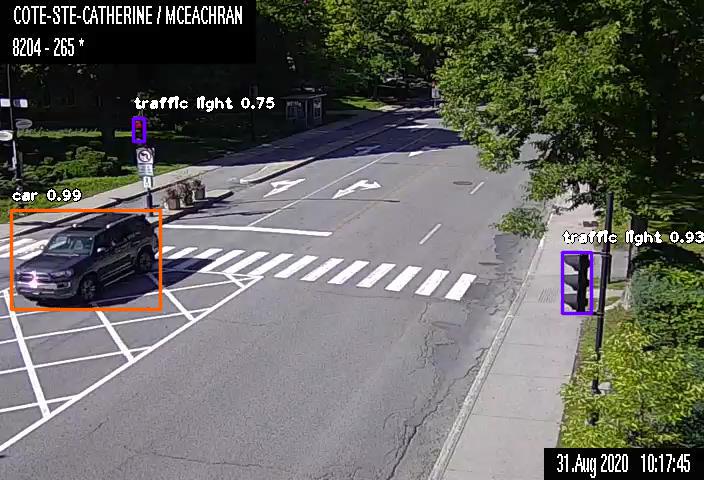 COTE-STE-CATHERINE / MCEACHRAN
8204 - 265 *
traffic light 0.75
car 0.99
traffic light 0.93
31.Aug 2020 10:17:45